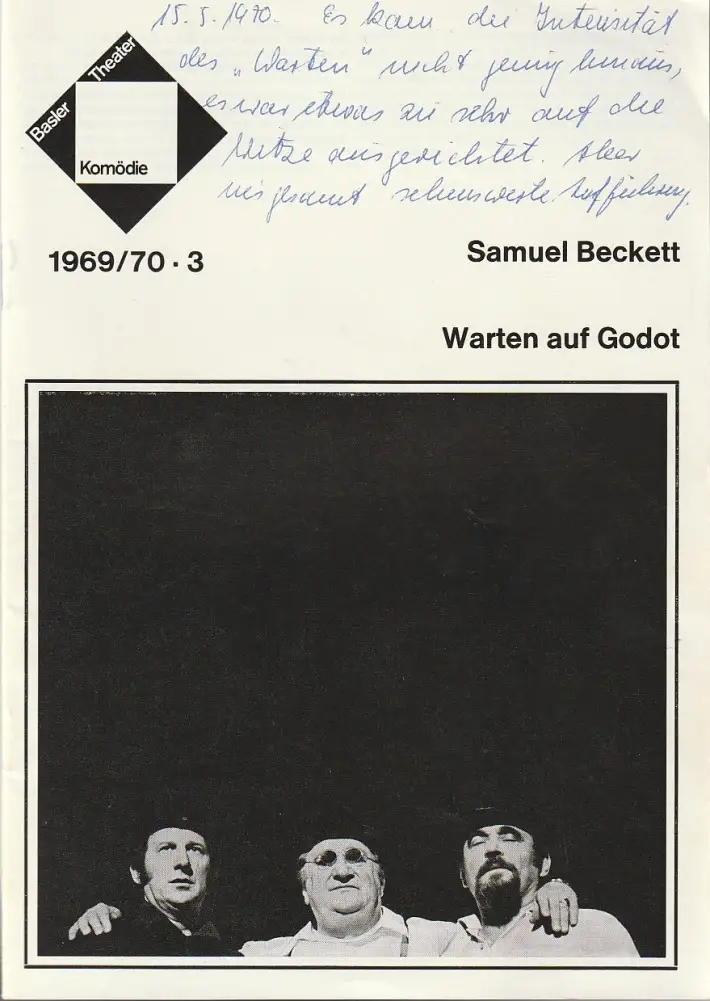 15.5.1970. Es kam die Intensität
des „Warten“ nicht genug heraus,
es war etwas zu sehr auf die
Witze ausgerichtet. Aber
insgesamt sehenswerte Aufführung.
Basler Theater
Komödie
1969/70 · 3
Samuel Beckett
Warten auf Godot